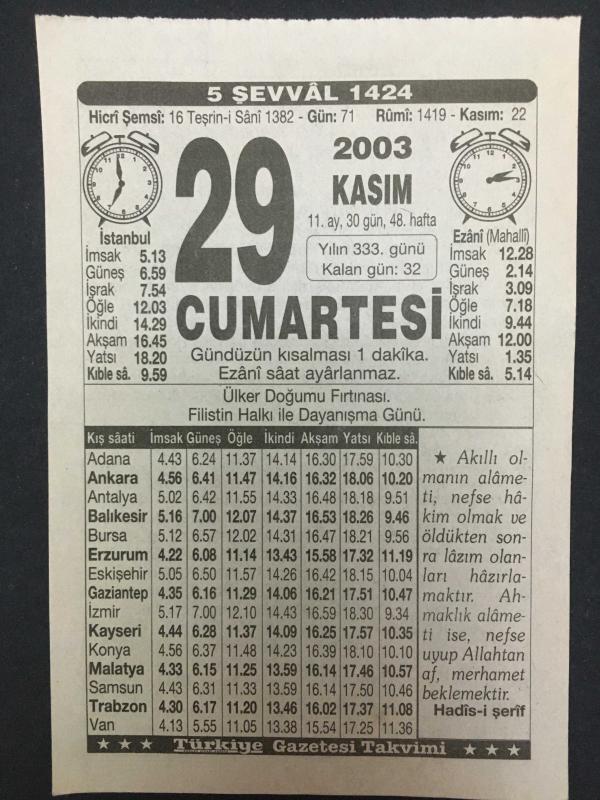 5 ŞEVVÂL 1424
Hicrî Şemsî: 16 Teşrin-i Sânî 1382 - Gün: 71 Rûmî: 1419 - Kasım: 22
29
2003
KASIM
11. ay, 30 gün, 48. hafta
Yılın 333. günü
Kalan gün: 32
İstanbul
İmsak 5.13
Güneş 6.59
İşrak 7.54
Öğle 12.03
İkindi 14.29
Akşam 16.45
Yatsı 18.20
Kıble sâ. 9.59
Ezânî (Mahallî)
İmsak 12.28
Güneş 2.14
İşrak 3.09
Öğle 7.18
İkindi 9.44
Akşam 12.00
Yatsı 1.35
Kıble sâ. 5.14
CUMARTESİ
Gündüzün kısalması 1 dakîka.
Ezânî sâat ayârlanmaz.
Ülker Doğumu Fırtınası.
Filistin Halkı ile Dayanışma Günü.
Kış sâati İmsak Güneş Öğle İkindi Akşam Yatsı Kıble sâ.
Adana 4.43 6.24 11.37 14.14 16.30 17.59 10.30
Ankara 4.56 6.41 11.47 14.16 16.32 18.06 10.20
Antalya 5.02 6.42 11.55 14.33 16.48 18.18 9.51
Balıkesir 5.16 7.00 12.07 14.37 16.53 18.26 9.46
Bursa 5.12 6.57 12.02 14.31 16.47 18.21 9.56
Erzurum 4.22 6.08 11.14 13.43 15.58 17.32 11.19
Eskişehir 5.05 6.50 11.57 14.26 16.42 18.15 10.04
Gaziantep 4.35 6.16 11.29 14.06 16.21 17.51 10.47
İzmir 5.17 7.00 12.10 14.43 16.59 18.30 9.34
Kayseri 4.44 6.28 11.37 14.09 16.25 17.57 10.35
Konya 4.56 6.37 11.48 14.23 16.39 18.10 10.10
Malatya 4.33 6.15 11.25 13.59 16.14 17.46 10.57
Samsun 4.43 6.31 11.33 13.59 16.14 17.50 10.46
Trabzon 4.30 6.17 11.20 13.46 16.02 17.37 11.08
Van 4.13 5.55 11.05 13.38 15.54 17.25 11.36
★ Akıllı ol-
manın alâme-
ti, nefse hâ-
kim olmak ve
öldükten son-
ra lâzım olan-
ları hâzırla-
maktır. Ah-
maklık alâme-
ti ise, nefse
uyup Allahtan
af, merhamet
beklemektir.
Hadîs-i şerîf
★ ★ ★ Türkiye Gazetesi Takvimi ★ ★ ★